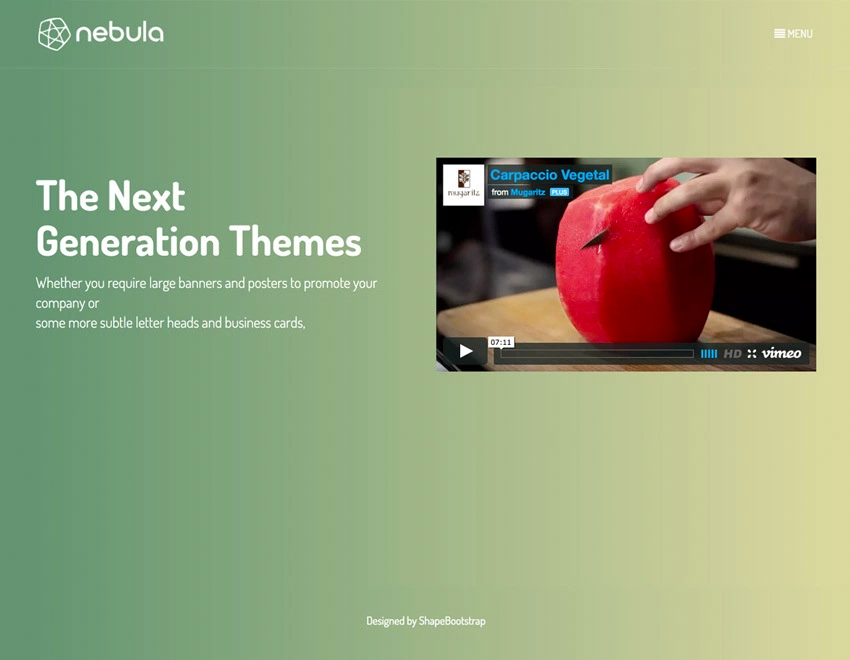 nebula
MENU
The Next
Generation Themes
Whether you require large banners and posters to promote your
company or
some more subtle letter heads and business cards,
mugaritz
Carpaccio Vegetal
from Mugaritz PLUS
07:11
HD vimeo
Designed by ShapeBootstrap